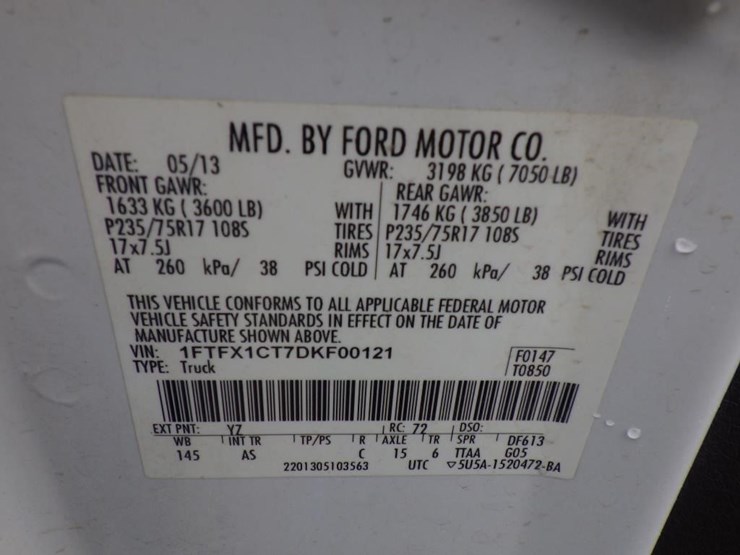 MFD. BY FORD MOTOR CO.
DATE: 05/13 GVWR: 3198 KG ( 7050 LB)
FRONT GAWR: REAR GAWR:
1633 KG ( 3600 LB) WITH 1746 KG ( 3850 LB) WITH
P235/75R17 108S TIRES P235/75R17 108S TIRES
17x7.5J RIMS 17x7.5J RIMS
AT 260 kPa/ 38 PSI COLD AT 260 kPa/ 38 PSI COLD
THIS VEHICLE CONFORMS TO ALL APPLICABLE FEDERAL MOTOR
VEHICLE SAFETY STANDARDS IN EFFECT ON THE DATE OF
MANUFACTURE SHOWN ABOVE.
VIN: 1FTFX1CT7DKF00121 F0147
TYPE: Truck T0850
EXT PNT: YZ RC: 72 DSO:
WB INT TR TP/PS R AXLE TR SPR DF613
145 AS C 15 6 TTAA G05
2201305103563 UTC ▽5U5A-1520472-BA